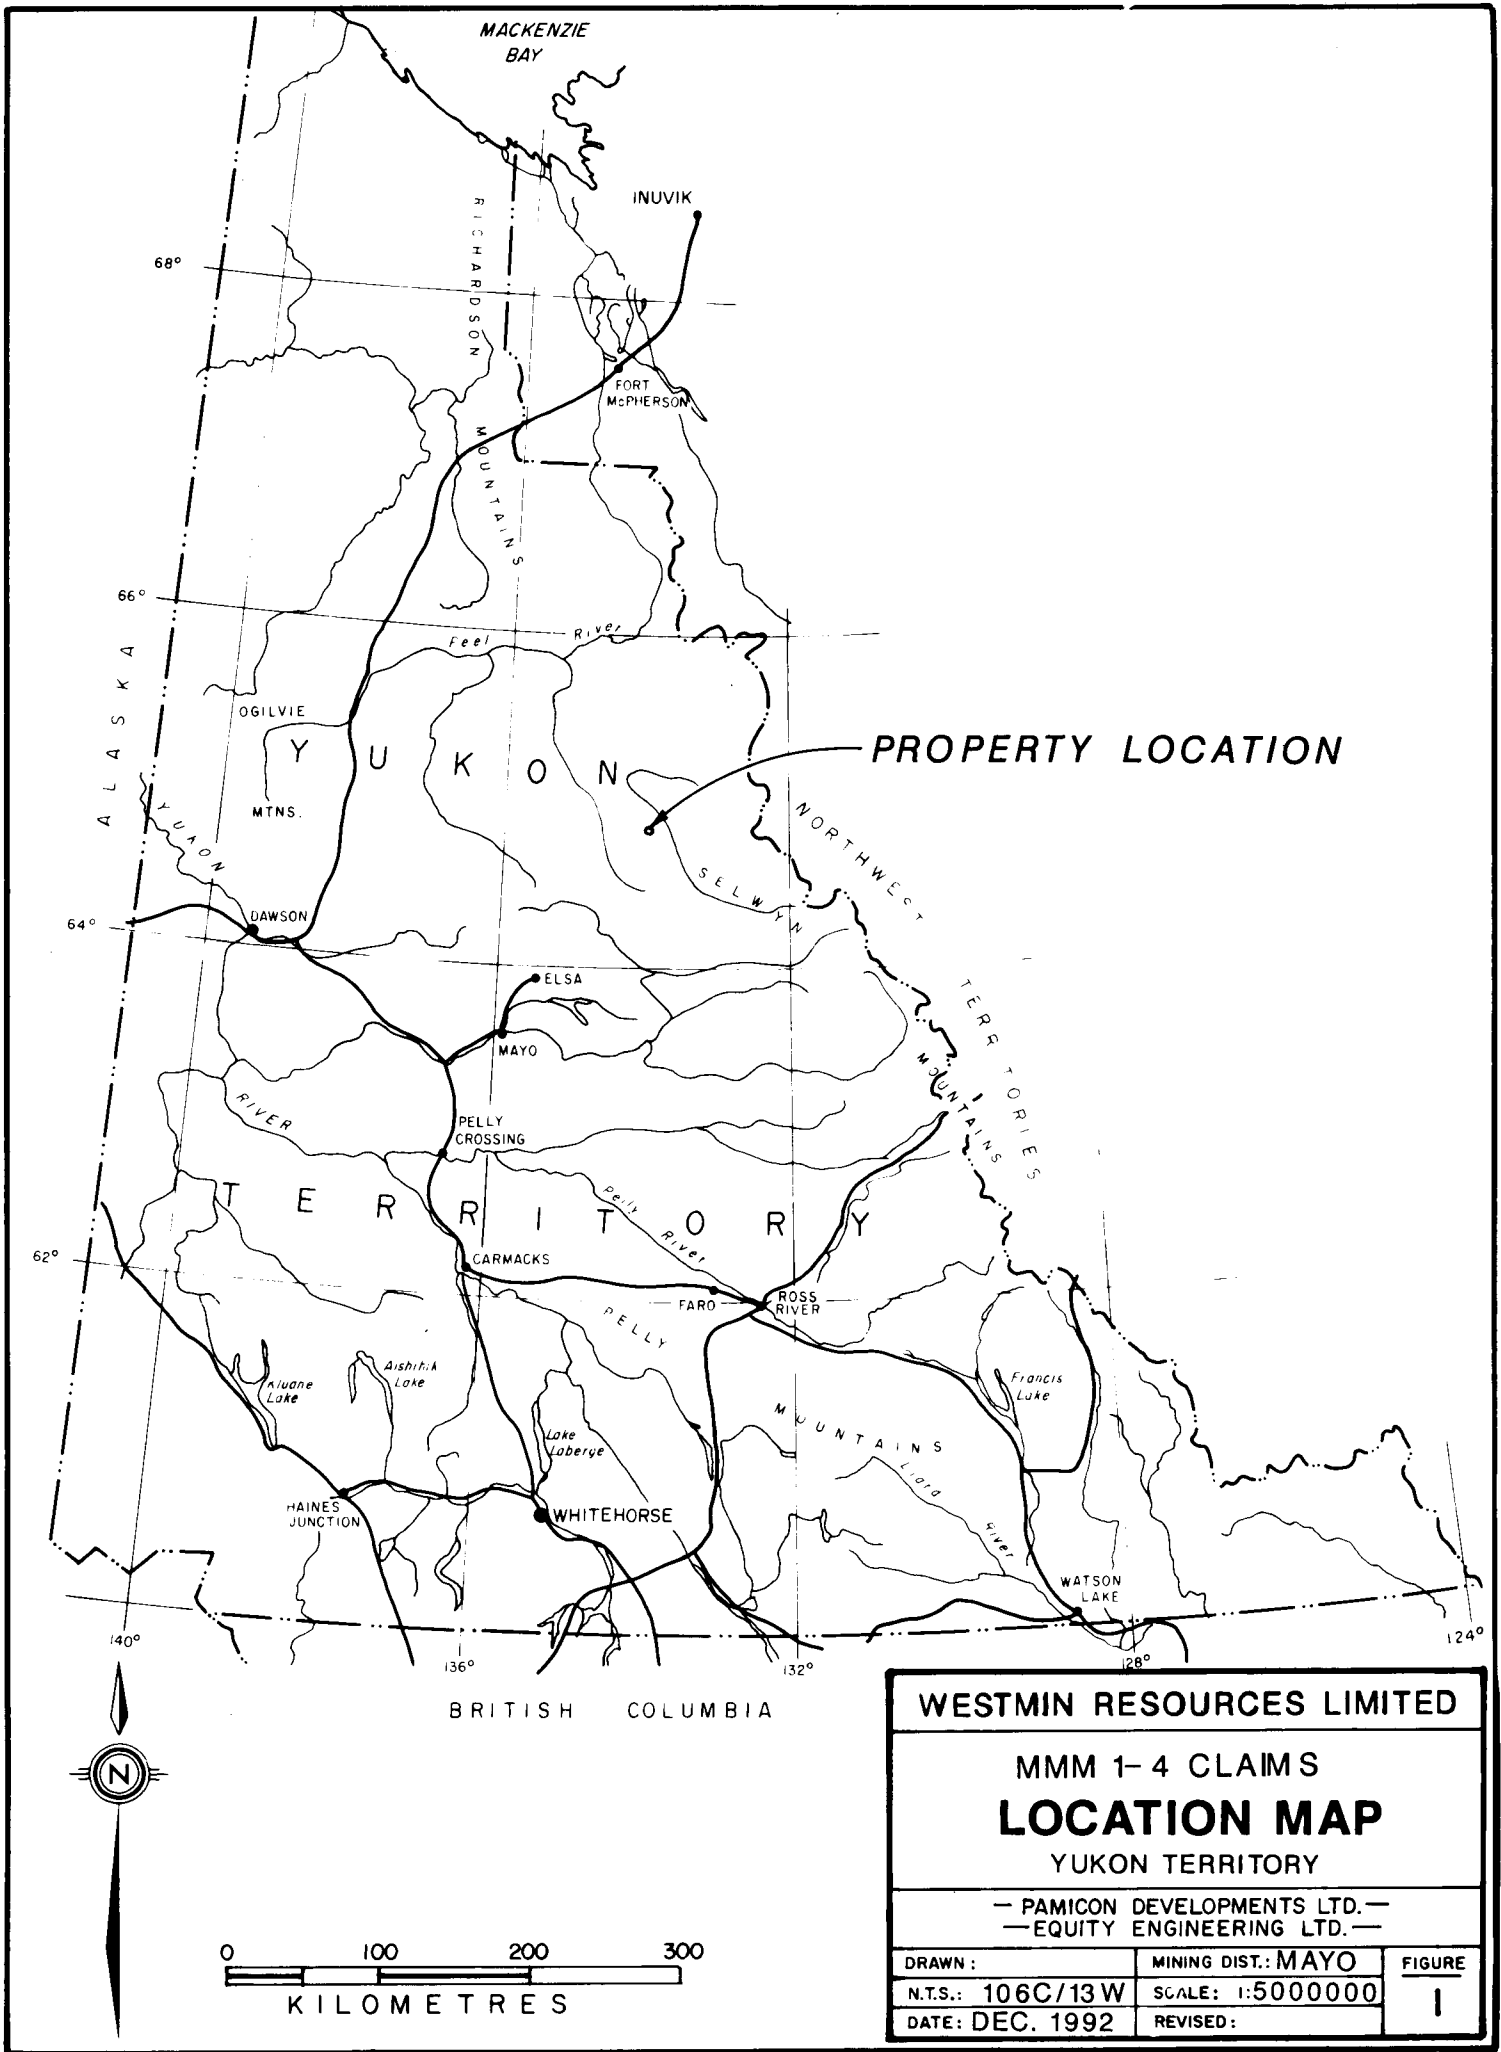 MACKENZIE
BAY
INUVIK
RICHARDSON
68°
FORT
McPHERSON
MOUNTAINS
66°
Peel River
ALASKA
OGILVIE
YUKON
PROPERTY LOCATION
MTNS.
YUKON
NORTHWEST
SELWYN
64°
DAWSON
ELSA
TERRITORIES
MAYO
MOUNTAINS
RIVER
PELLY
CROSSING
MOUNTAINS
TERRITORY
Pelly
River
62°
CARMACKS
FARO
ROSS
RIVER
PELLY
Kluane
Lake
Aishihik
Lake
Francis
Lake
MOUNTAINS
Lake
Laberge
Liard
River
HAINES
JUNCTION
WHITEHORSE
WATSON
LAKE
140°
136°
132°
128°
124°
BRITISH COLUMBIA
N
0 100 200 300
KILOMETRES
WESTMIN RESOURCES LIMITED
MMM 1-4 CLAIMS
LOCATION MAP
YUKON TERRITORY
— PAMICON DEVELOPMENTS LTD. —
— EQUITY ENGINEERING LTD. —
DRAWN:
MINING DIST.: MAYO
FIGURE
N.T.S.: 106C/13W
SCALE: 1:5000000
1
DATE: DEC. 1992
REVISED: